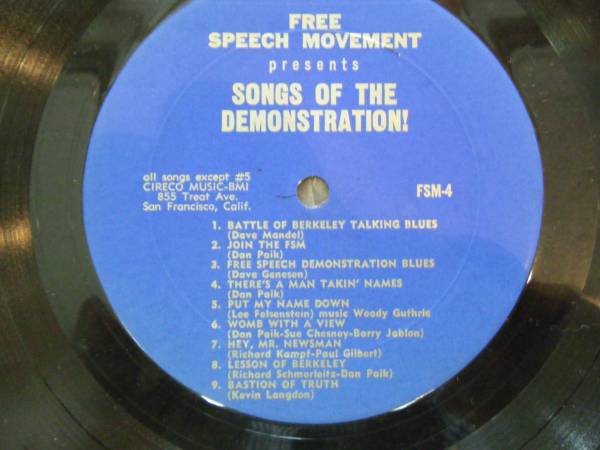 FREE
SPEECH MOVEMENT
presents
SONGS OF THE
DEMONSTRATION!
all songs except #5
CIRECO MUSIC-BMI
855 Treat Ave.
San Francisco, Calif.
FSM-4
1. BATTLE OF BERKELEY TALKING BLUES
(Dave Mandel)
2. JOIN THE FSM
(Dan Paik)
3. FREE SPEECH DEMONSTRATION BLUES
(Dave Genesen)
4. THERE'S A MAN TAKIN' NAMES
(Dan Paik)
5. PUT MY NAME DOWN
(Lee Felsenstein) music Woody Guthrie
6. WOMB WITH A VIEW
(Dan Paik-Sue Chesney-Barry Jablon)
7. HEY, MR. NEWSMAN
(Richard Kampf-Paul Gilbert)
8. LESSON OF BERKELEY
(Richard Schmorleitz-Dan Paik)
9. BASTION OF TRUTH
(Kevin Langdon)